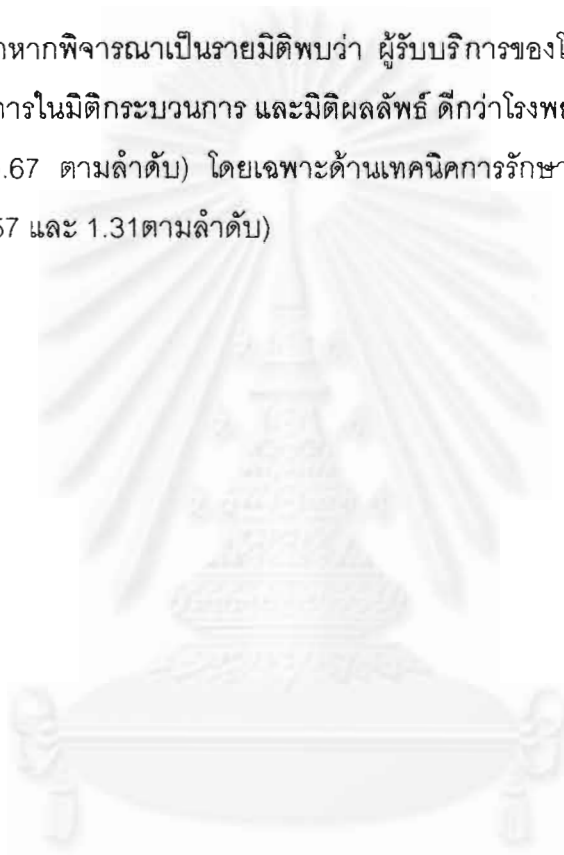 าหากพิจารณาเป็นรายมิติพบว่า ผู้รับบริการของโ
การในมิติกระบวนการ และมิติผลลัพธ์ ดีกว่าโรงพย
.67 ตามลำดับ) โดยเฉพาะด้านเทคนิคการรักษา
57 และ 1.31ตามลำดับ)